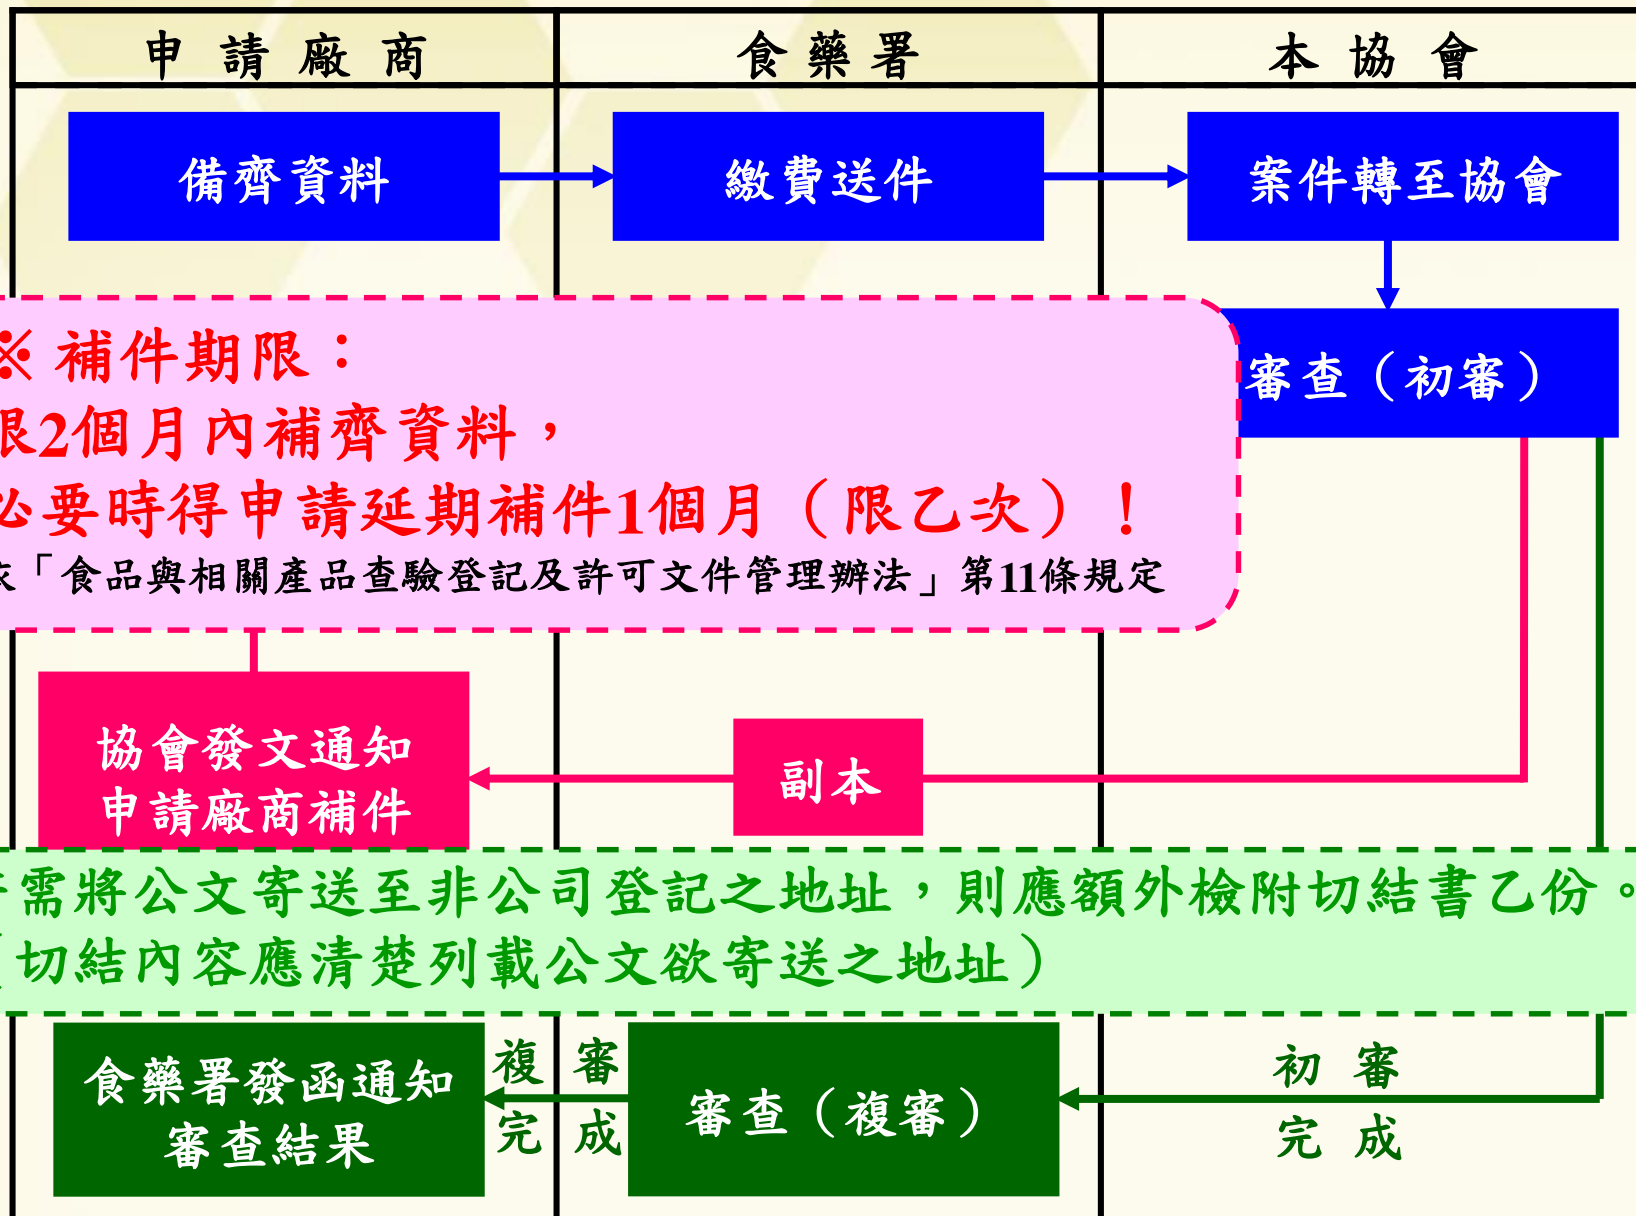 申請廠商
食藥署
本協會
備齊資料
繳費送件
案件轉至協會
審查（初審）
※ 補件期限：
限2個月內補齊資料，
必要時得申請延期補件1個月（限乙次）！
依「食品與相關產品查驗登記及許可文件管理辦法」第11條規定
協會發文通知
申請廠商補件
副本
需將公文寄送至非公司登記之地址，則應額外檢附切結書乙份。
（切結內容應清楚列載公文欲寄送之地址）
食藥署發函通知
審查結果
複審
完成
審查（複審）
初審
完成